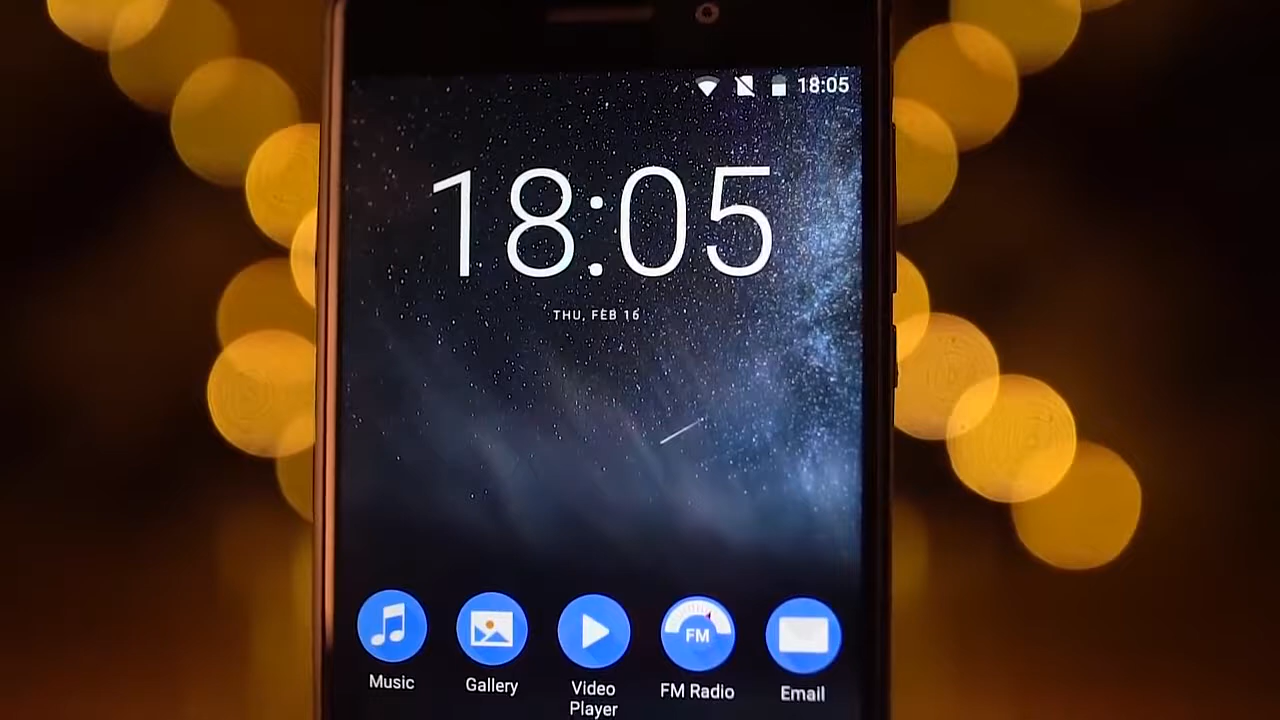 18:05
18:05
THU, FEB 16
FM
Music
Gallery
Video
Player
FM Radio
Email